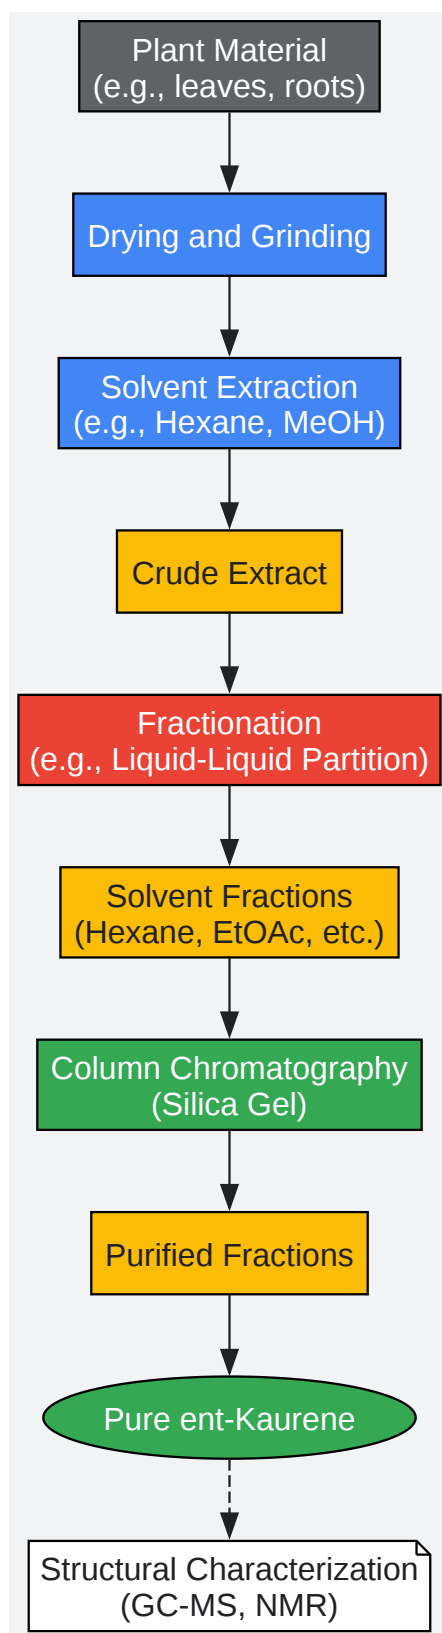 Plant Material
(e.g., leaves, roots)
Drying and Grinding
Solvent Extraction
(e.g., Hexane, MeOH)
Crude Extract
Fractionation
(e.g., Liquid-Liquid Partition)
Solvent Fractions
(Hexane, EtOAc, etc.)
Column Chromatography
(Silica Gel)
Purified Fractions
Pure ent-Kaurene
Structural Characterization
(GC-MS, NMR)